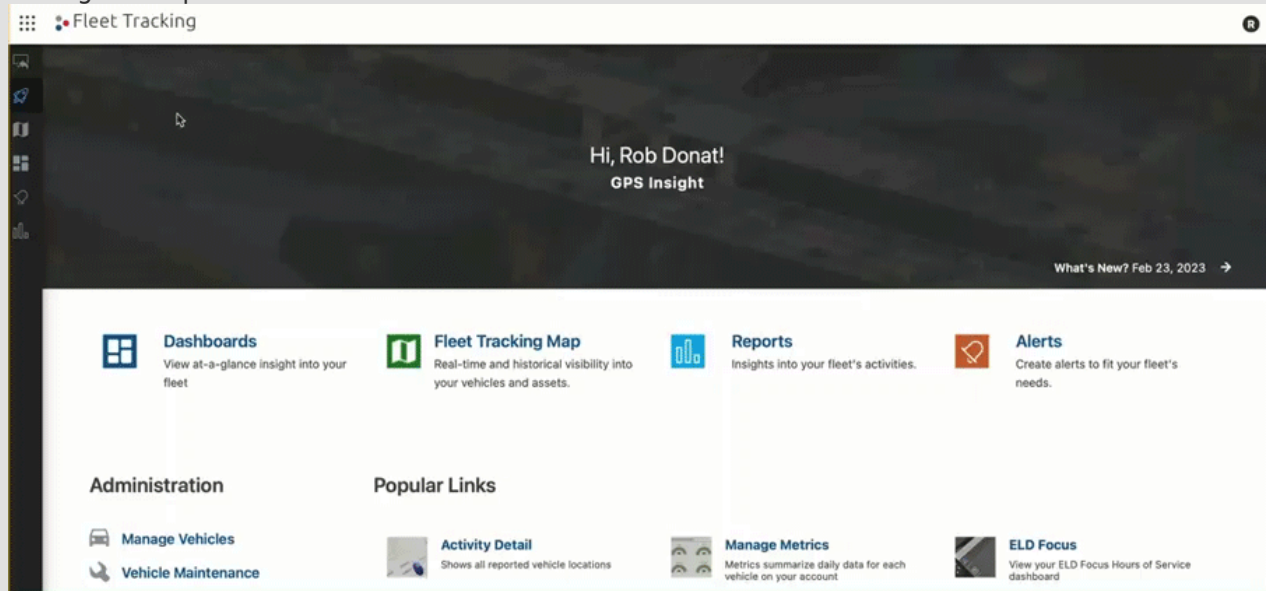 Fleet Tracking
R
Hi, Rob Donat!
GPS Insight
What's New? Feb 23, 2023
Dashboards
View at-a-glance insight into your
fleet
Fleet Tracking Map
Real-time and historical visibility into
your vehicles and assets.
Reports
Insights into your fleet's activities.
Alerts
Create alerts to fit your fleet's
needs.
Administration
Manage Vehicles
Vehicle Maintenance
Popular Links
Activity Detail
Shows all reported vehicle locations
Manage Metrics
Metrics summarize daily data for each
vehicle on your account
ELD Focus
View your ELD Focus Hours of Service
dashboard